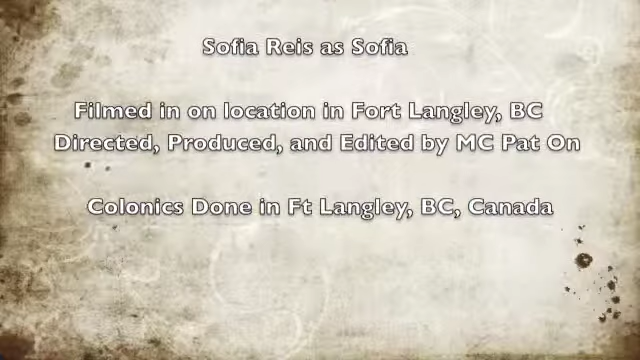 Sofia Reis as Sofia
Filmed in on location in Fort Langley, BC
Directed, Produced, and Edited by MC Pat On
Colonics Done in Ft Langley, BC, Canada